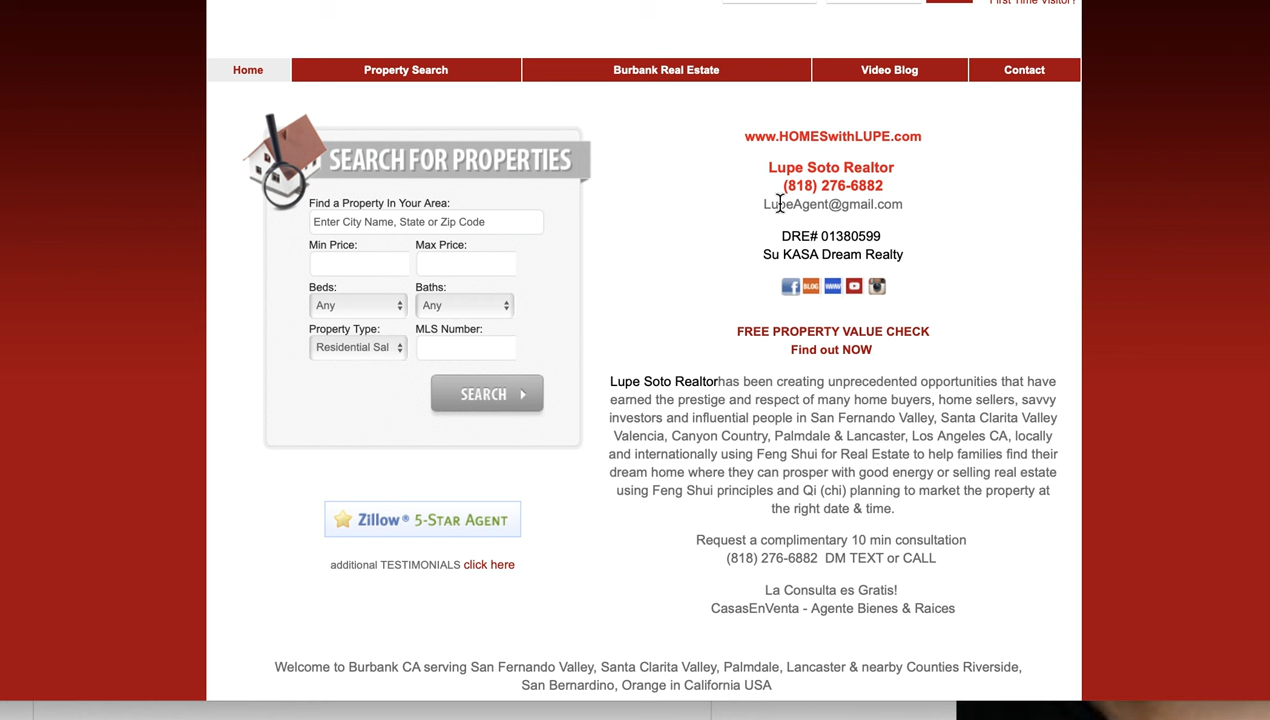 First Time Visitor?
Home
Property Search
Burbank Real Estate
Video Blog
Contact
SEARCH FOR PROPERTIES
Find a Property In Your Area:
Enter City Name, State or Zip Code
Min Price:
Max Price:
Beds:
Baths:
Any
Any
Property Type:
MLS Number:
Residential Sal
SEARCH
Zillow® 5-STAR AGENT
additional TESTIMONIALS click here
www.HOMESwithLUPE.com
Lupe Soto Realtor
(818) 276-6882
LupeAgent@gmail.com
DRE# 01380599
Su KASA Dream Realty
BLOG
WWW
FREE PROPERTY VALUE CHECK
Find out NOW
Lupe Soto Realtorhas been creating unprecedented opportunities that have
earned the prestige and respect of many home buyers, home sellers, savvy
investors and influential people in San Fernando Valley, Santa Clarita Valley
Valencia, Canyon Country, Palmdale & Lancaster, Los Angeles CA, locally
and internationally using Feng Shui for Real Estate to help families find their
dream home where they can prosper with good energy or selling real estate
using Feng Shui principles and Qi (chi) planning to market the property at
the right date & time.
Request a complimentary 10 min consultation
(818) 276-6882 DM TEXT or CALL
La Consulta es Gratis!
CasasEnVenta - Agente Bienes & Raices
Welcome to Burbank CA serving San Fernando Valley, Santa Clarita Valley, Palmdale, Lancaster & nearby Counties Riverside,
San Bernardino, Orange in California USA